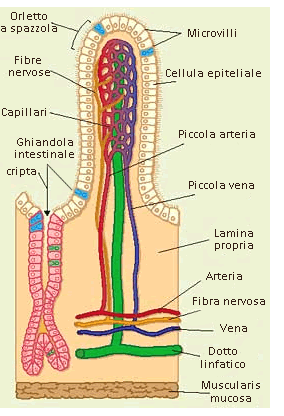 Orletto
a spazzola
Microvilli
Fibre
nervose
Cellula epiteliale
Capillari
Piccola arteria
Ghiandola
intestinale
cripta
Piccola vena
Lamina
propria
Arteria
Fibra nervosa
Vena
Dotto
linfatico
Muscularis
mucosa